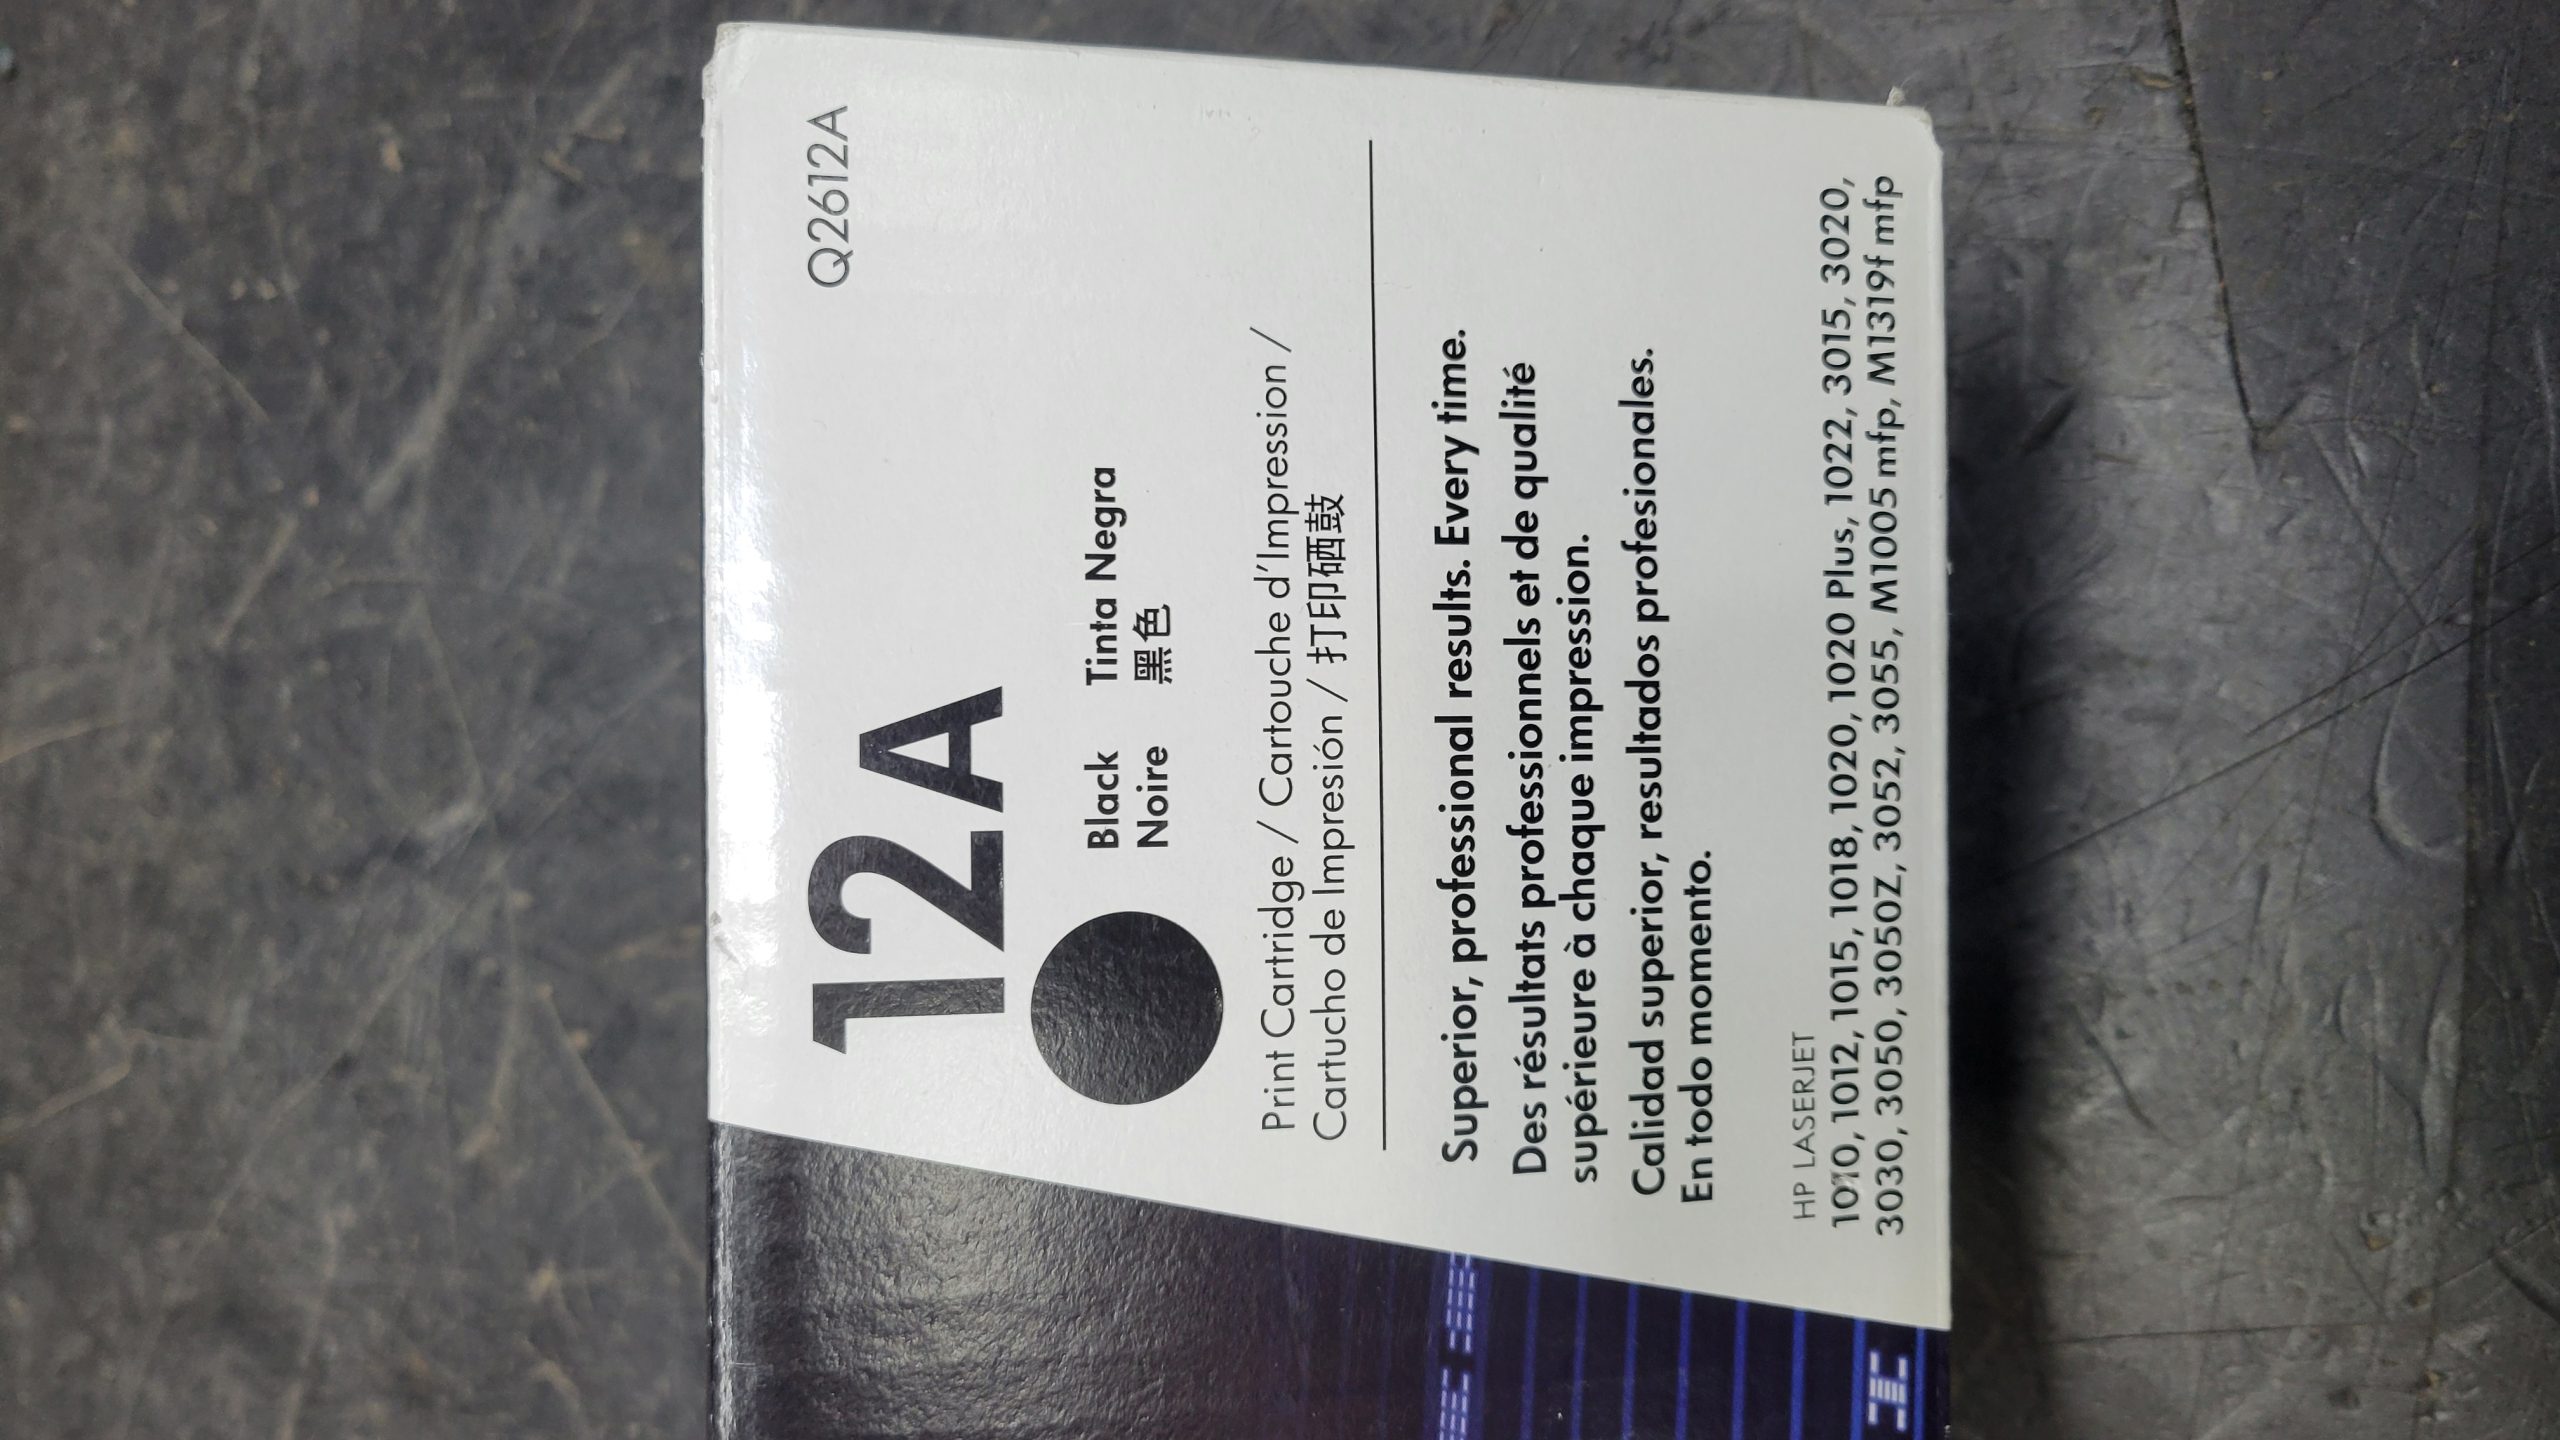 12A
Q2612A
Black Tinta Negra
Noire 黑色
Print Cartridge / Cartouche d'Impression /
Cartucho de Impresión / 打印硒鼓
Superior, professional results. Every time.
Des résultats professionnels et de qualité
supérieure à chaque impression.
Calidad superior, resultados profesionales.
En todo momento.
HP LASERJET
1010, 1012, 1015, 1018, 1020, 1020 Plus, 1022, 3015, 3020,
3030, 3050, 3050Z, 3052, 3055, M1005 mfp, M1319f mfp